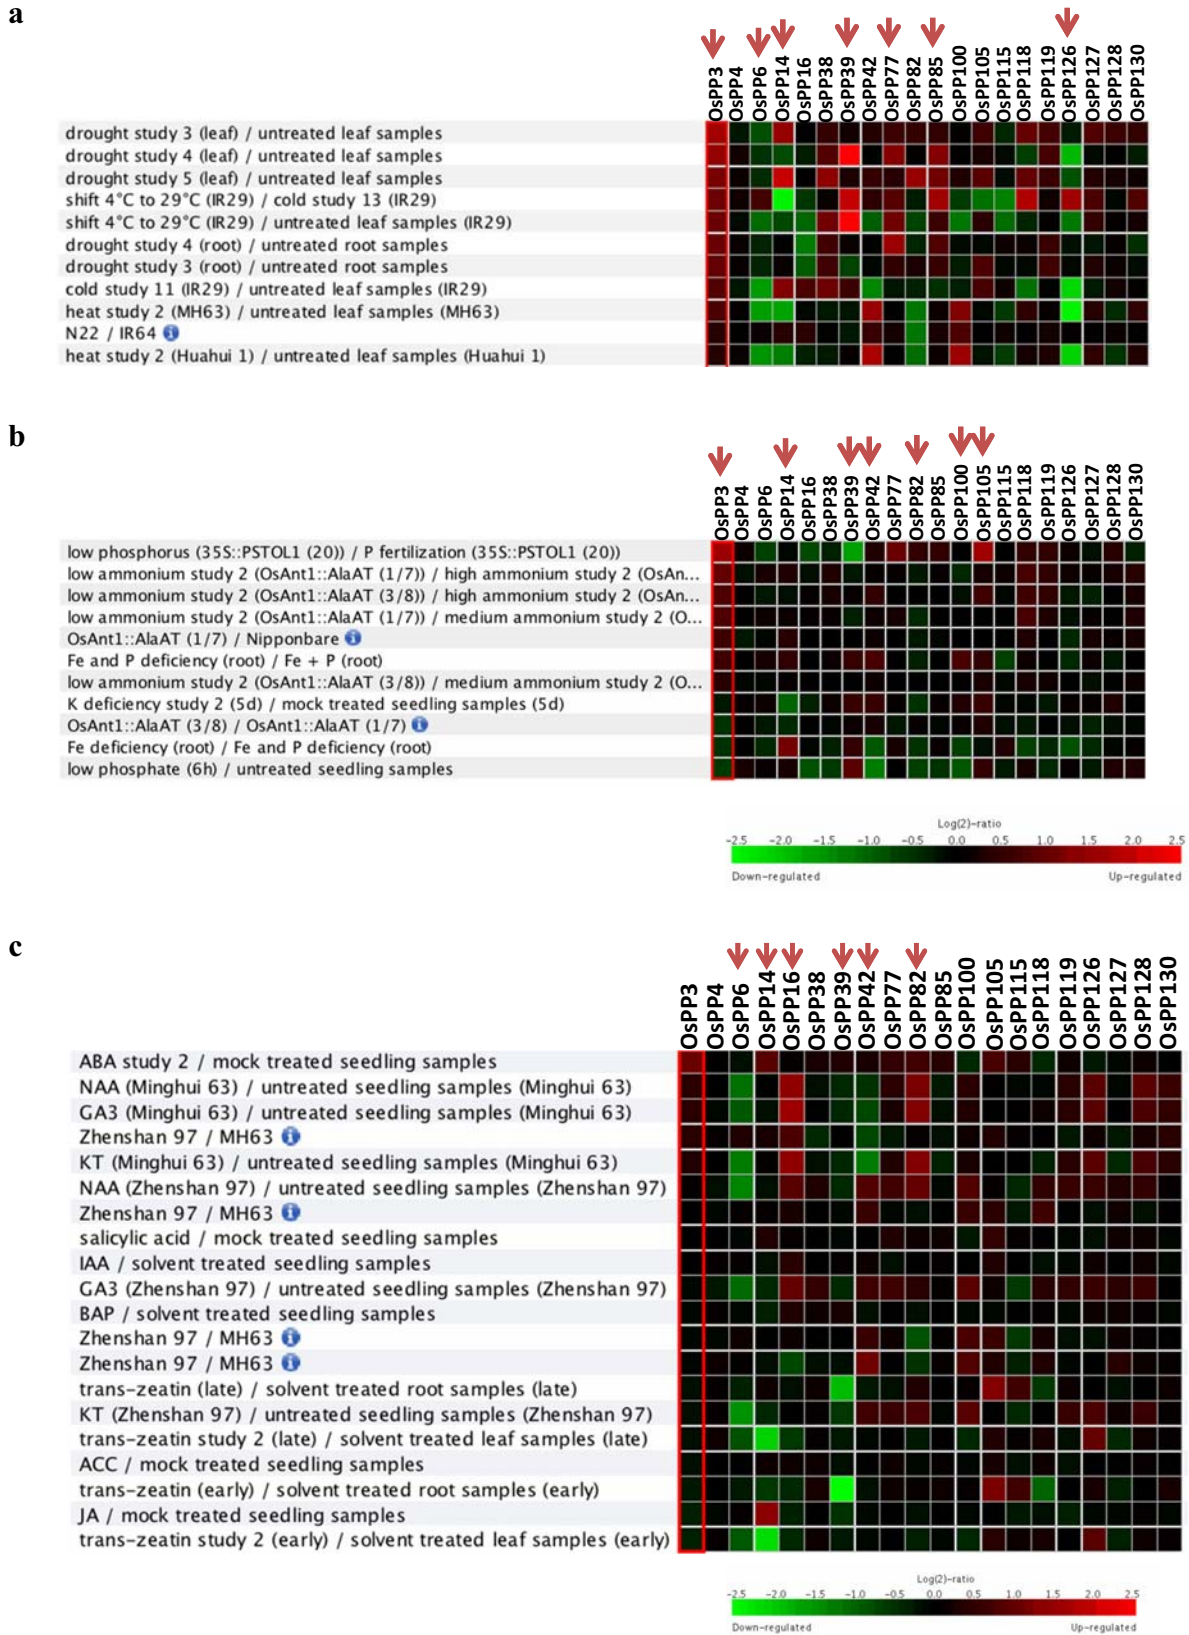 a
OsPP3 OsPP4 OsPP6 OsPP14 OsPP16 OsPP38 OsPP39 OsPP42 OsPP77 OsPP82 OsPP85 OsPP100 OsPP105 OsPP115 OsPP118 OsPP119 OsPP126 OsPP127 OsPP128 OsPP130
drought study 3 (leaf) / untreated leaf samples
drought study 4 (leaf) / untreated leaf samples
drought study 5 (leaf) / untreated leaf samples
shift 4°C to 29°C (IR29) / cold study 13 (IR29)
shift 4°C to 29°C (IR29) / untreated leaf samples (IR29)
drought study 4 (root) / untreated root samples
drought study 3 (root) / untreated root samples
cold study 11 (IR29) / untreated leaf samples (IR29)
heat study 2 (MH63) / untreated leaf samples (MH63)
N22 / IR64 i
heat study 2 (Huahui 1) / untreated leaf samples (Huahui 1)
b
OsPP3 OsPP4 OsPP6 OsPP14 OsPP16 OsPP38 OsPP39 OsPP42 OsPP77 OsPP82 OsPP85 OsPP100 OsPP105 OsPP115 OsPP118 OsPP119 OsPP126 OsPP127 OsPP128 OsPP130
low phosphorus (35S::PSTOL1 (20)) / P fertilization (35S::PSTOL1 (20))
low ammonium study 2 (OsAnt1::AlaAT (1/7)) / high ammonium study 2 (OsAn...
low ammonium study 2 (OsAnt1::AlaAT (3/8)) / high ammonium study 2 (OsAn...
low ammonium study 2 (OsAnt1::AlaAT (1/7)) / medium ammonium study 2 (O...
OsAnt1::AlaAT (1/7) / Nipponbare i
Fe and P deficiency (root) / Fe + P (root)
low ammonium study 2 (OsAnt1::AlaAT (3/8)) / medium ammonium study 2 (O...
K deficiency study 2 (5d) / mock treated seedling samples (5d)
OsAnt1::AlaAT (3/8) / OsAnt1::AlaAT (1/7) i
Fe deficiency (root) / Fe and P deficiency (root)
low phosphate (6h) / untreated seedling samples
Log(2)-ratio
-2.5 -2.0 -1.5 -1.0 -0.5 0.0 0.5 1.0 1.5 2.0 2.5
Down-regulated Up-regulated
c
OsPP3 OsPP4 OsPP6 OsPP14 OsPP16 OsPP38 OsPP39 OsPP42 OsPP77 OsPP82 OsPP85 OsPP100 OsPP105 OsPP115 OsPP118 OsPP119 OsPP126 OsPP127 OsPP128 OsPP130
ABA study 2 / mock treated seedling samples
NAA (Minghui 63) / untreated seedling samples (Minghui 63)
GA3 (Minghui 63) / untreated seedling samples (Minghui 63)
Zhenshan 97 / MH63 i
KT (Minghui 63) / untreated seedling samples (Minghui 63)
NAA (Zhenshan 97) / untreated seedling samples (Zhenshan 97)
Zhenshan 97 / MH63 i
salicylic acid / mock treated seedling samples
IAA / solvent treated seedling samples
GA3 (Zhenshan 97) / untreated seedling samples (Zhenshan 97)
BAP / solvent treated seedling samples
Zhenshan 97 / MH63 i
Zhenshan 97 / MH63 i
trans-zeatin (late) / solvent treated root samples (late)
KT (Zhenshan 97) / untreated seedling samples (Zhenshan 97)
trans-zeatin study 2 (late) / solvent treated leaf samples (late)
ACC / mock treated seedling samples
trans-zeatin (early) / solvent treated root samples (early)
JA / mock treated seedling samples
trans-zeatin study 2 (early) / solvent treated leaf samples (early)
Log(2)-ratio
-2.5 -2.0 -1.5 -1.0 -0.5 0.0 0.5 1.0 1.5 2.0 2.5
Down-regulated Up-regulated